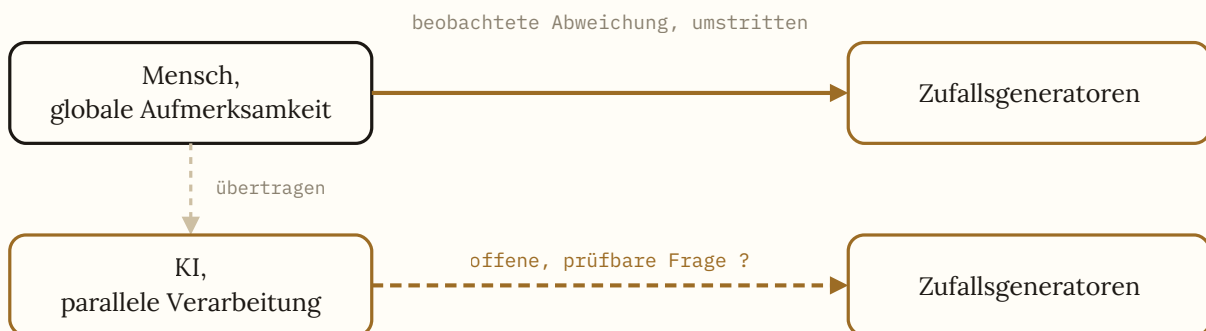 beobachtete Abweichung, umstritten
Mensch,
globale Aufmerksamkeit
Zufallsgeneratoren
übertragen
KI,
parallele Verarbeitung
offene, prüfbare Frage ?
Zufallsgeneratoren